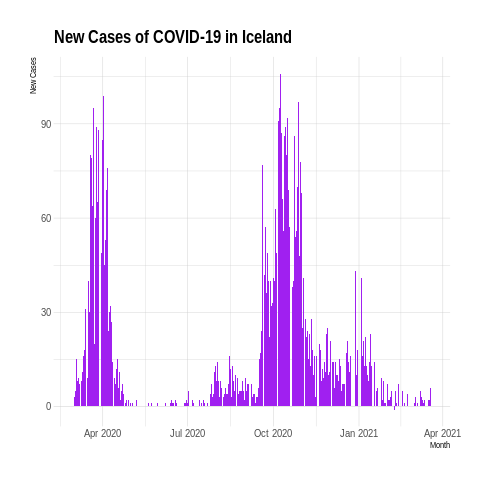 New Cases of COVID-19 in Iceland
New Cases
90
60
30
0
Apr 2020 Jul 2020 Oct 2020 Jan 2021 Apr 2021
Month